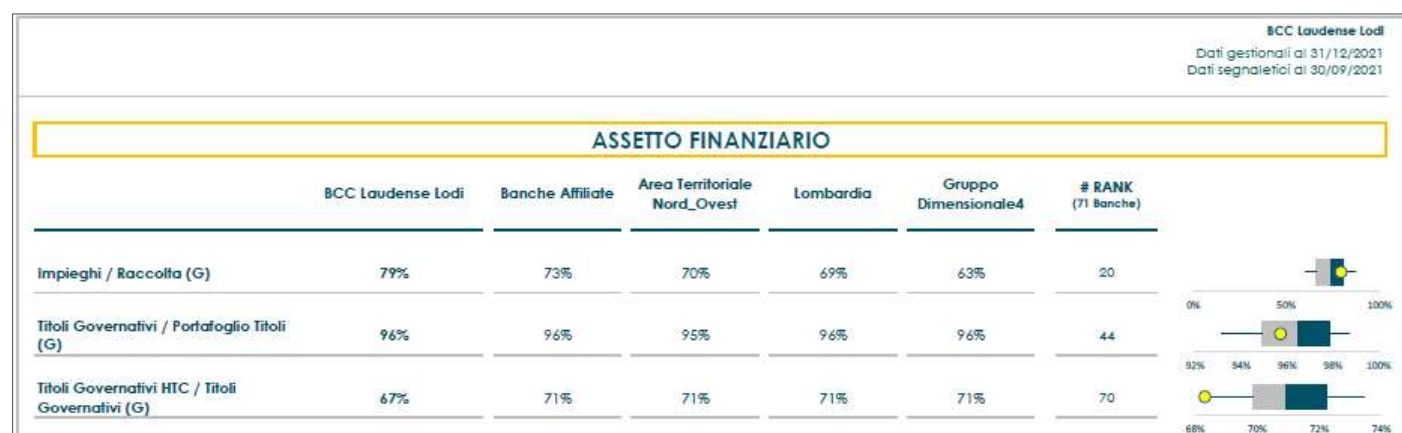 BCC Laudense Lodi
Dati gestionali al 31/12/2021
Dati segnaletici al 30/09/2021
ASSETTO FINANZIARIO
BCC Laudense Lodi Banche Affiliate Area Territoriale Nord_Ovest Lombardia Gruppo Dimensionale4 # RANK (71 Banche)
Impieghi / Raccolta (G) 79% 73% 70% 69% 63% 20
0% 50% 100%
Titoli Governativi / Portafoglio Titoli
(G) 96% 96% 95% 96% 96% 44
92% 94% 96% 98% 100%
Titoli Governativi HTC / Titoli
Governativi (G) 67% 71% 71% 71% 71% 70
68% 70% 72% 74%